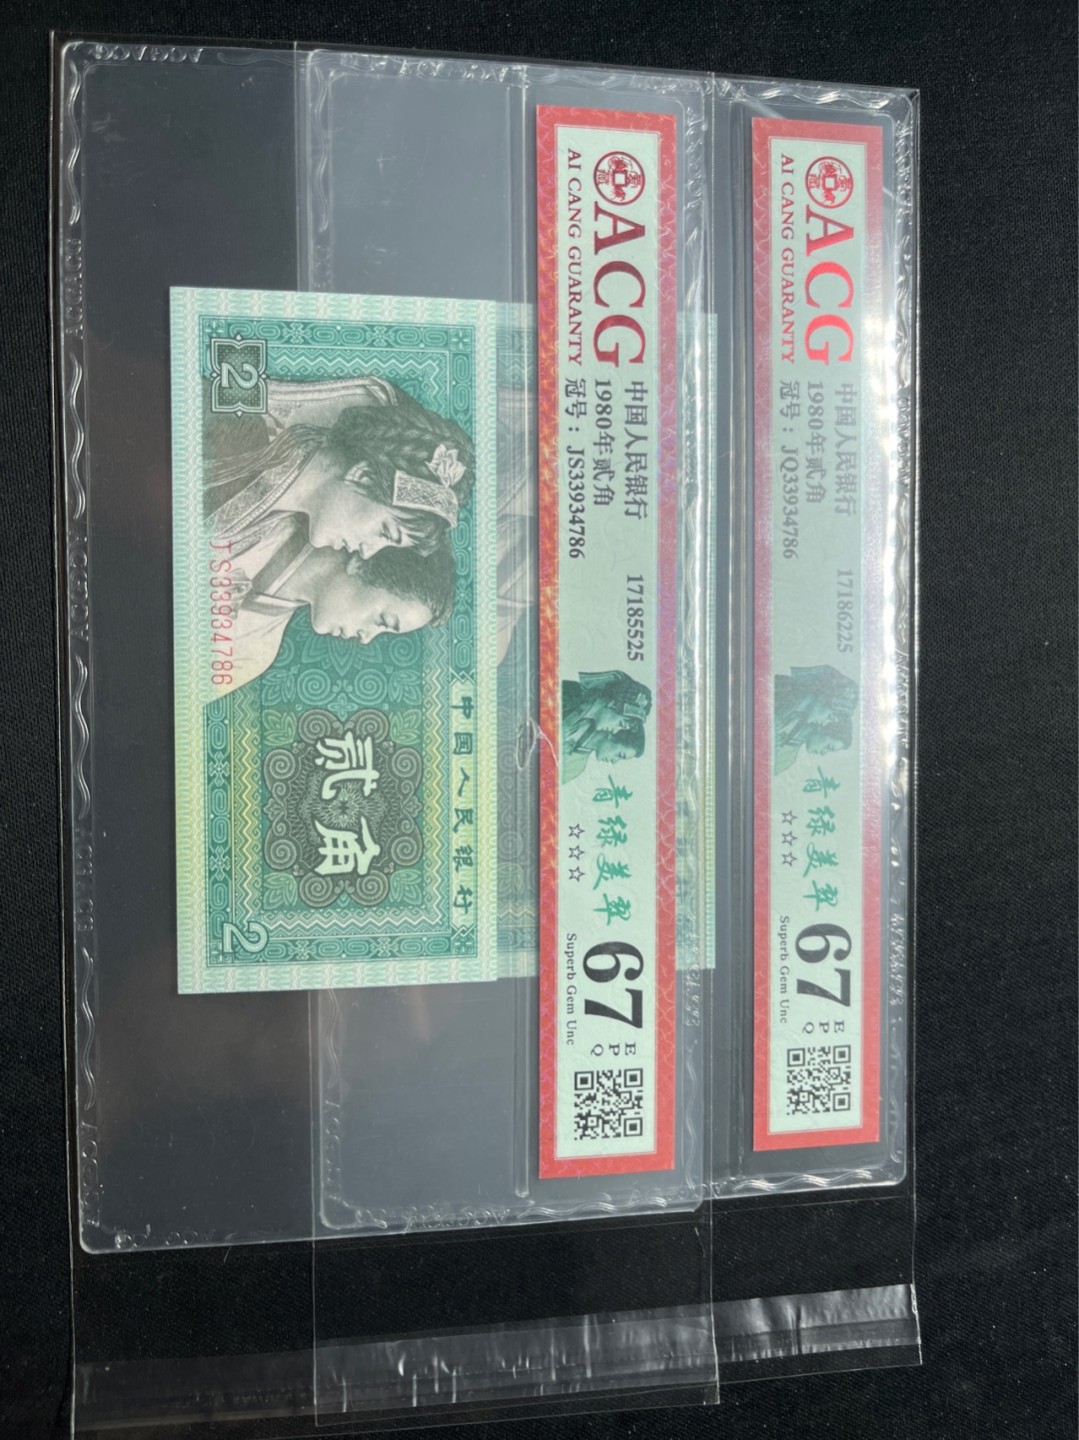 ACG
AI CANG GUARANTY
中国人民银行 17186225
1980年贰角
冠号：JQ33934786
青绿美翠
☆☆☆
67
EPQ
Superb Gem Unc
ACG
AI CANG GUARANTY
中国人民银行 17185525
1980年贰角
冠号：JS33934786
青绿美翠
☆☆☆
67
EPQ
Superb Gem Unc
中国人民银行
贰角
2
2
JS33934786